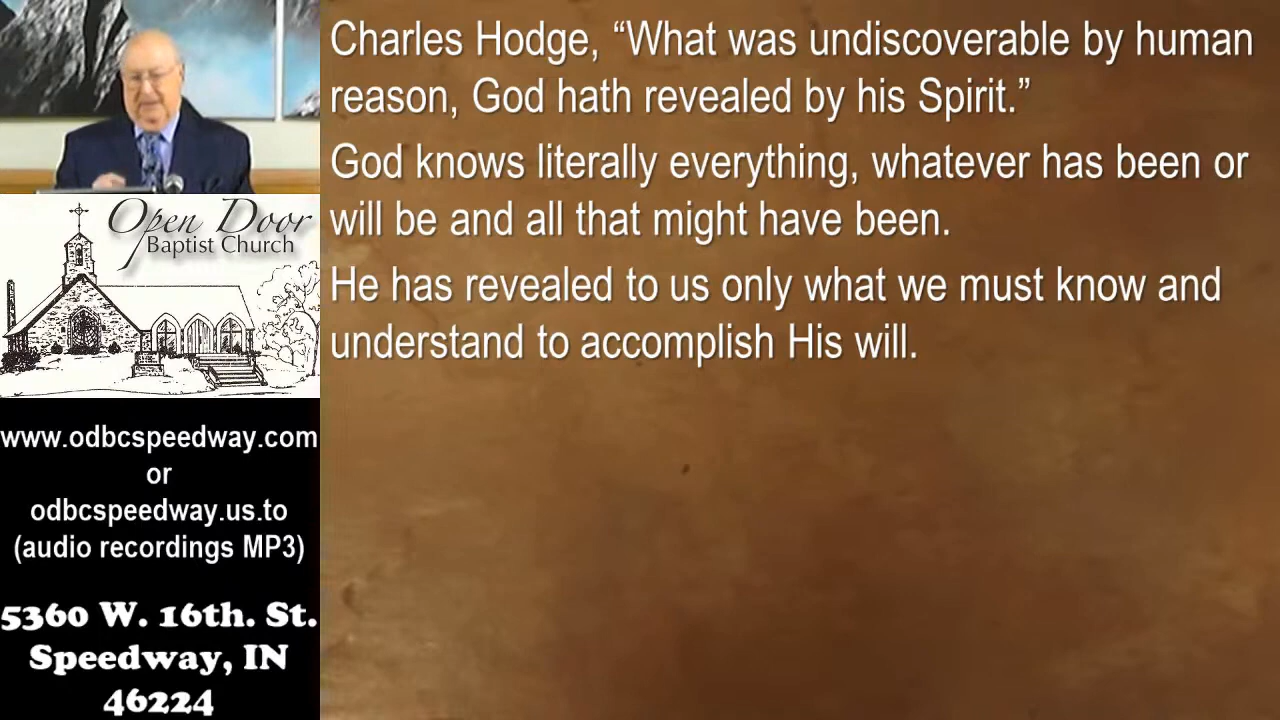 Charles Hodge, “What was undiscoverable by human
reason, God hath revealed by his Spirit.”
God knows literally everything, whatever has been or
will be and all that might have been.
He has revealed to us only what we must know and
understand to accomplish His will.
Open Door
Baptist Church
www.odbcspeedway.com
or
odbcspeedway.us.to
(audio recordings MP3)
5360 W. 16th. St.
Speedway, IN
46224